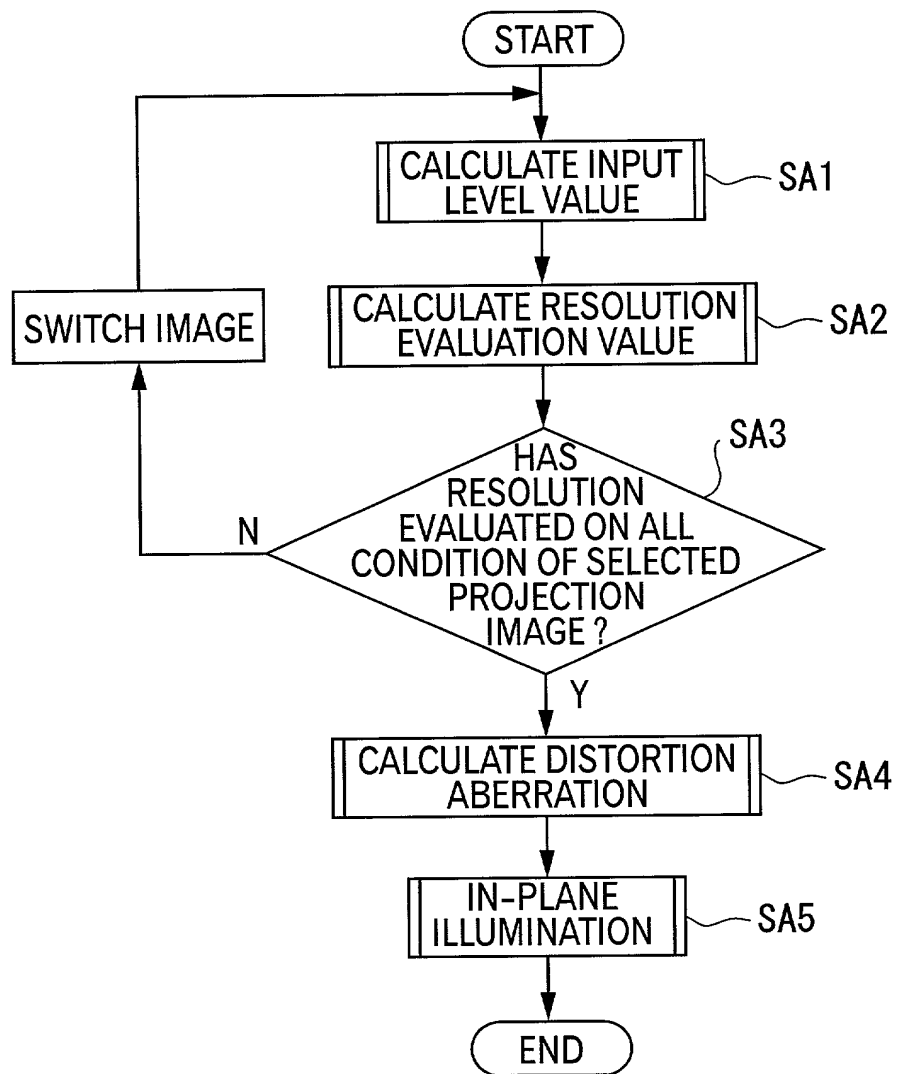 START
CALCULATE INPUT
LEVEL VALUE
SA1
CALCULATE RESOLUTION
EVALUATION VALUE
SA2
SWITCH IMAGE
SA3
HAS
RESOLUTION
EVALUATED ON ALL
CONDITION OF SELECTED
PROJECTION
IMAGE ?
N
Y
CALCULATE DISTORTION
ABERRATION
SA4
IN-PLANE
ILLUMINATION
SA5
END